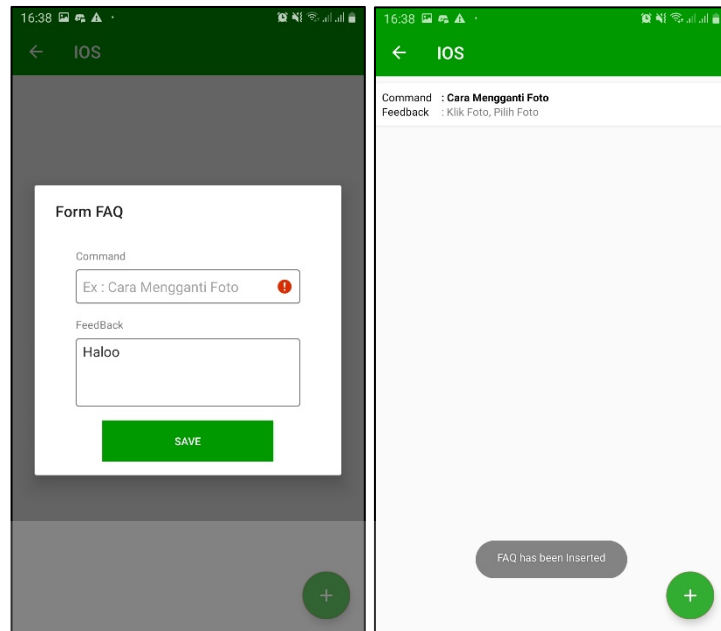 16:38
IOS
Form FAQ
Command
Ex : Cara Mengganti Foto
FeedBack
Haloo
SAVE
16:38
IOS
Command : Cara Mengganti Foto
Feedback : Klik Foto, Pilih Foto
FAQ has been Inserted